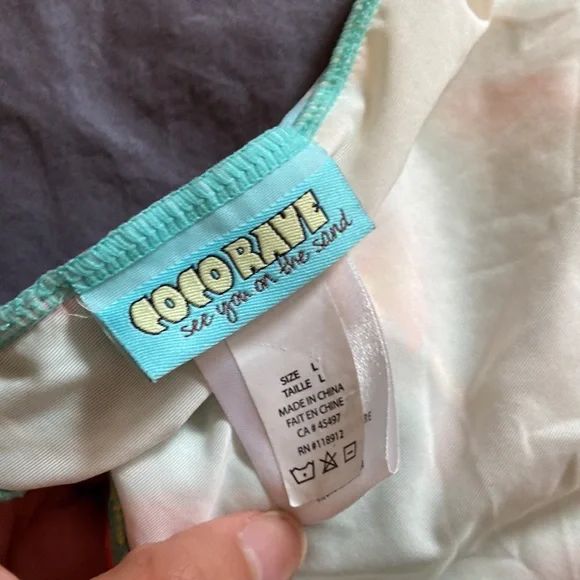 COCO RAVE
see you on the sand
SIZE L
TAILLE L
MADE IN CHINA
FAIT EN CHINE
CA # 45497
RN # 118912